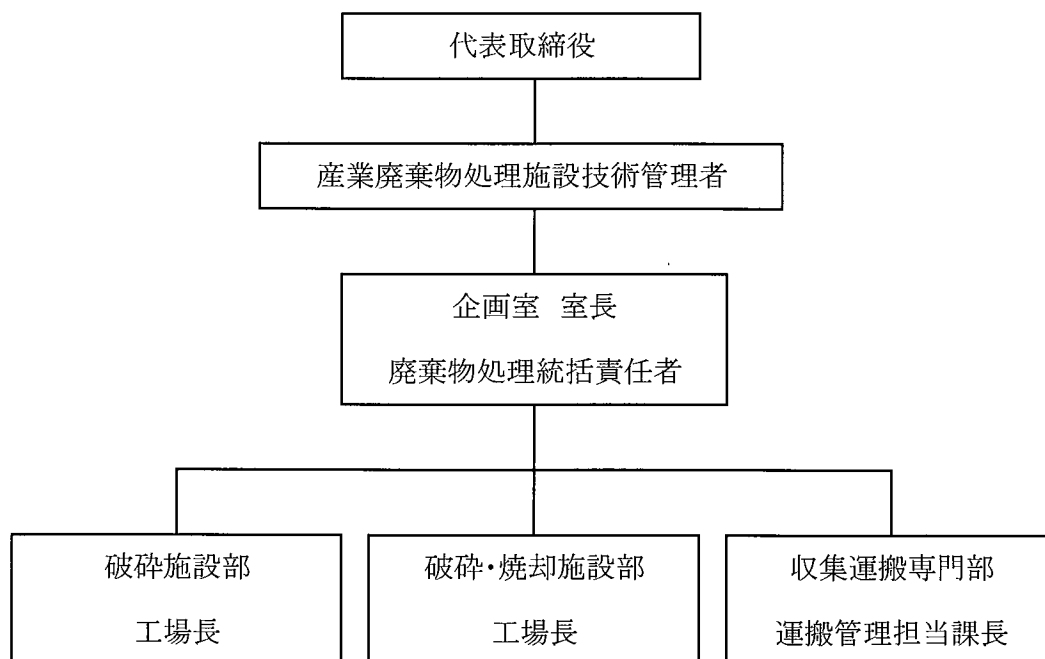 代表取締役
産業廃棄物処理施設技術管理者
企画室 室長
廃棄物処理統括責任者
破砕施設部
工場長
破砕・焼却施設部
工場長
収集運搬専門部
運搬管理担当課長